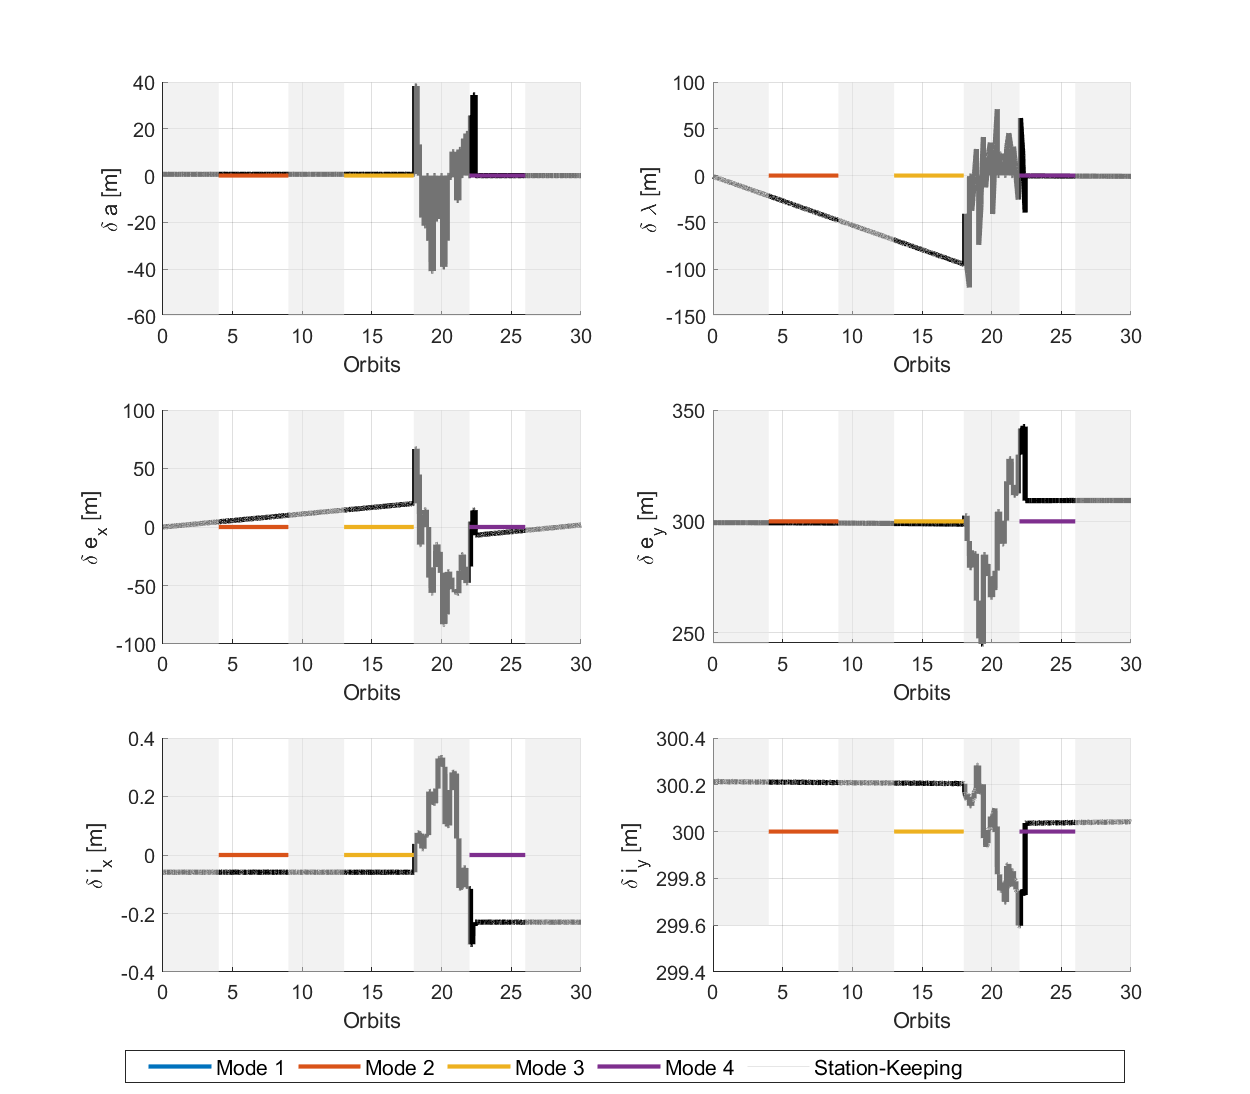 40
20
0
-20
-40
-60
δ a [m]
0 5 10 15 20 25 30
Orbits
100
50
0
-50
-100
-150
δ λ [m]
0 5 10 15 20 25 30
Orbits
100
50
0
-50
-100
δ e_x [m]
0 5 10 15 20 25 30
Orbits
350
300
250
δ e_y [m]
0 5 10 15 20 25 30
Orbits
0.4
0.2
0
-0.2
-0.4
δ i_x [m]
0 5 10 15 20 25 30
Orbits
300.4
300.2
300
299.8
299.6
299.4
δ i_y [m]
0 5 10 15 20 25 30
Orbits
Mode 1 Mode 2 Mode 3 Mode 4 Station-Keeping